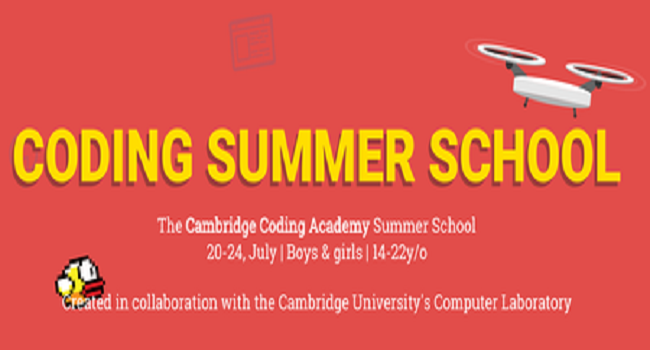 CODING SUMMER SCHOOL
The Cambridge Coding Academy Summer School
20-24, July | Boys & girls | 14-22y/o
Created in collaboration with the Cambridge University's Computer Laboratory